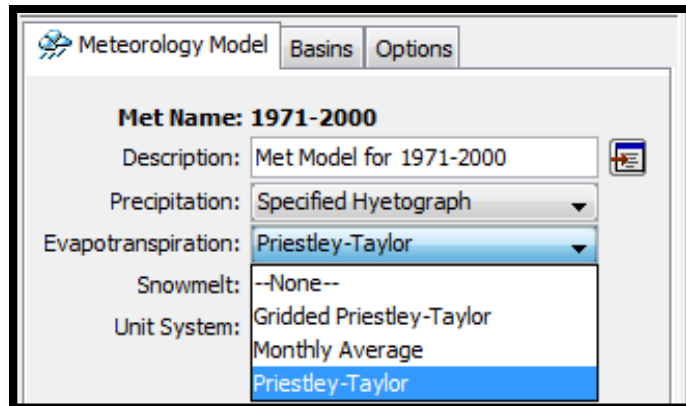 Meteorology Model Basins Options
Met Name: 1971-2000
Description: Met Model for 1971-2000
Precipitation: Specified Hyetograph
Evapotranspiration: Priestley-Taylor
Snowmelt: --None--
Unit System: Gridded Priestley-Taylor
Monthly Average
Priestley-Taylor